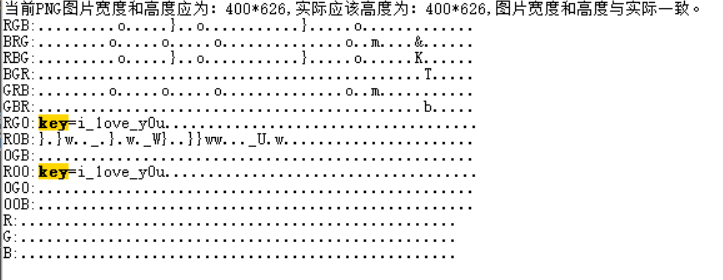 当前PNG图片宽度和高度应为：400*626,实际应该高度为：400*626,图片宽度和高度与实际一致。
RGB:.........o.....}..o............}......o..............
BRG:........o.....o......o...............o..m....&......
RBG:.........o.....}..o............}......o......K......
BGR:..............................................T.....
GRB:........o.....o......o...............o..m...........
GBR:..............................................b.....
RG0:key=i_love_y0u......................................
R0B:}.}w.._.}.w._W}..}}ww..._U.w.......................
0GB:....................................................
R00:key=i_love_y0u......................................
0G0:....................................................
00B:....................................................
R:....................................................
G:....................................................
B:....................................................